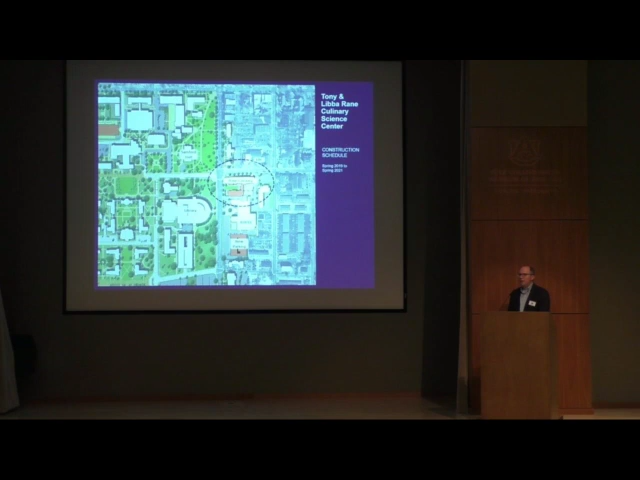 Tony &
Libba Rane
Culinary
Science
Center
CONSTRUCTION
SCHEDULE
Spring 2019 to
Spring 2021